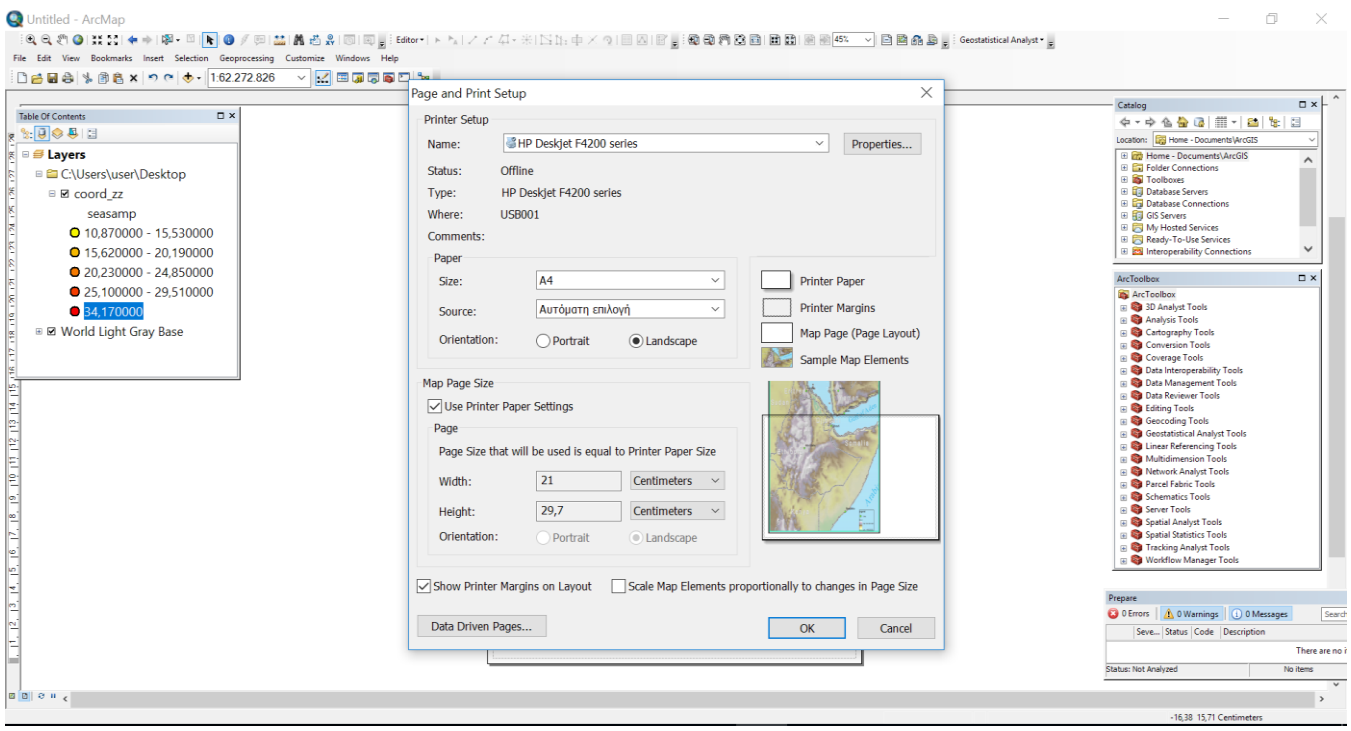 Untitled - ArcMap
Editor
45%
Geostatistical Analyst
File Edit View Bookmarks Insert Selection Geoprocessing Customize Windows Help
1:62.272.826
Table Of Contents
Layers
C:\Users\user\Desktop
coord_zz
seasamp
10,870000 - 15,530000
15,620000 - 20,190000
20,230000 - 24,850000
25,100000 - 29,510000
34,170000
World Light Gray Base
Page and Print Setup
Printer Setup
Name: HP Deskjet F4200 series Properties...
Status: Offline
Type: HP Deskjet F4200 series
Where: USB001
Comments:
Paper
Size: A4
Source: Αυτόματη επιλογή
Orientation: Portrait Landscape
Printer Paper
Printer Margins
Map Page (Page Layout)
Sample Map Elements
Map Page Size
Use Printer Paper Settings
Page
Page Size that will be used is equal to Printer Paper Size
Width: 21 Centimeters
Height: 29,7 Centimeters
Orientation: Portrait Landscape
Show Printer Margins on Layout Scale Map Elements proportionally to changes in Page Size
Data Driven Pages... OK Cancel
Catalog
Location: Home - Documents\ArcGIS
Home - Documents\ArcGIS
Folder Connections
Toolboxes
Database Servers
Database Connections
GIS Servers
My Hosted Services
Ready-To-Use Services
Interoperability Connections
ArcToolbox
ArcToolbox
3D Analyst Tools
Analysis Tools
Cartography Tools
Conversion Tools
Coverage Tools
Data Interoperability Tools
Data Management Tools
Data Reviewer Tools
Editing Tools
Geocoding Tools
Geostatistical Analyst Tools
Linear Referencing Tools
Multidimension Tools
Network Analyst Tools
Parcel Fabric Tools
Schematics Tools
Server Tools
Spatial Analyst Tools
Spatial Statistics Tools
Tracking Analyst Tools
Workflow Manager Tools
Prepare
0 Errors 0 Warnings 0 Messages Search
Seve... Status Code Description
There are no i
Status: Not Analyzed No items
-16,38 15,71 Centimeters